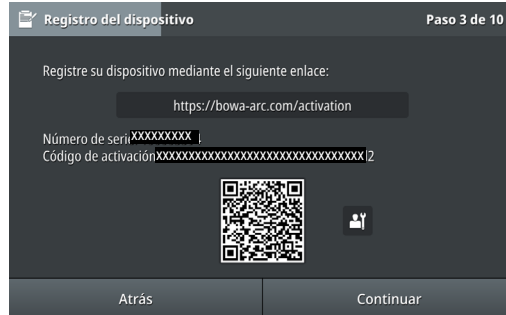 Registro del dispositivo
Paso 3 de 10
Registre su dispositivo mediante el siguiente enlace:
https://bowa-arc.com/activation
Número de seri XXXXXXXXX
Código de activación XXXXXXXXXXXXXXXXXXXXXXXXXXXXXXXX 2
Atrás
Continuar